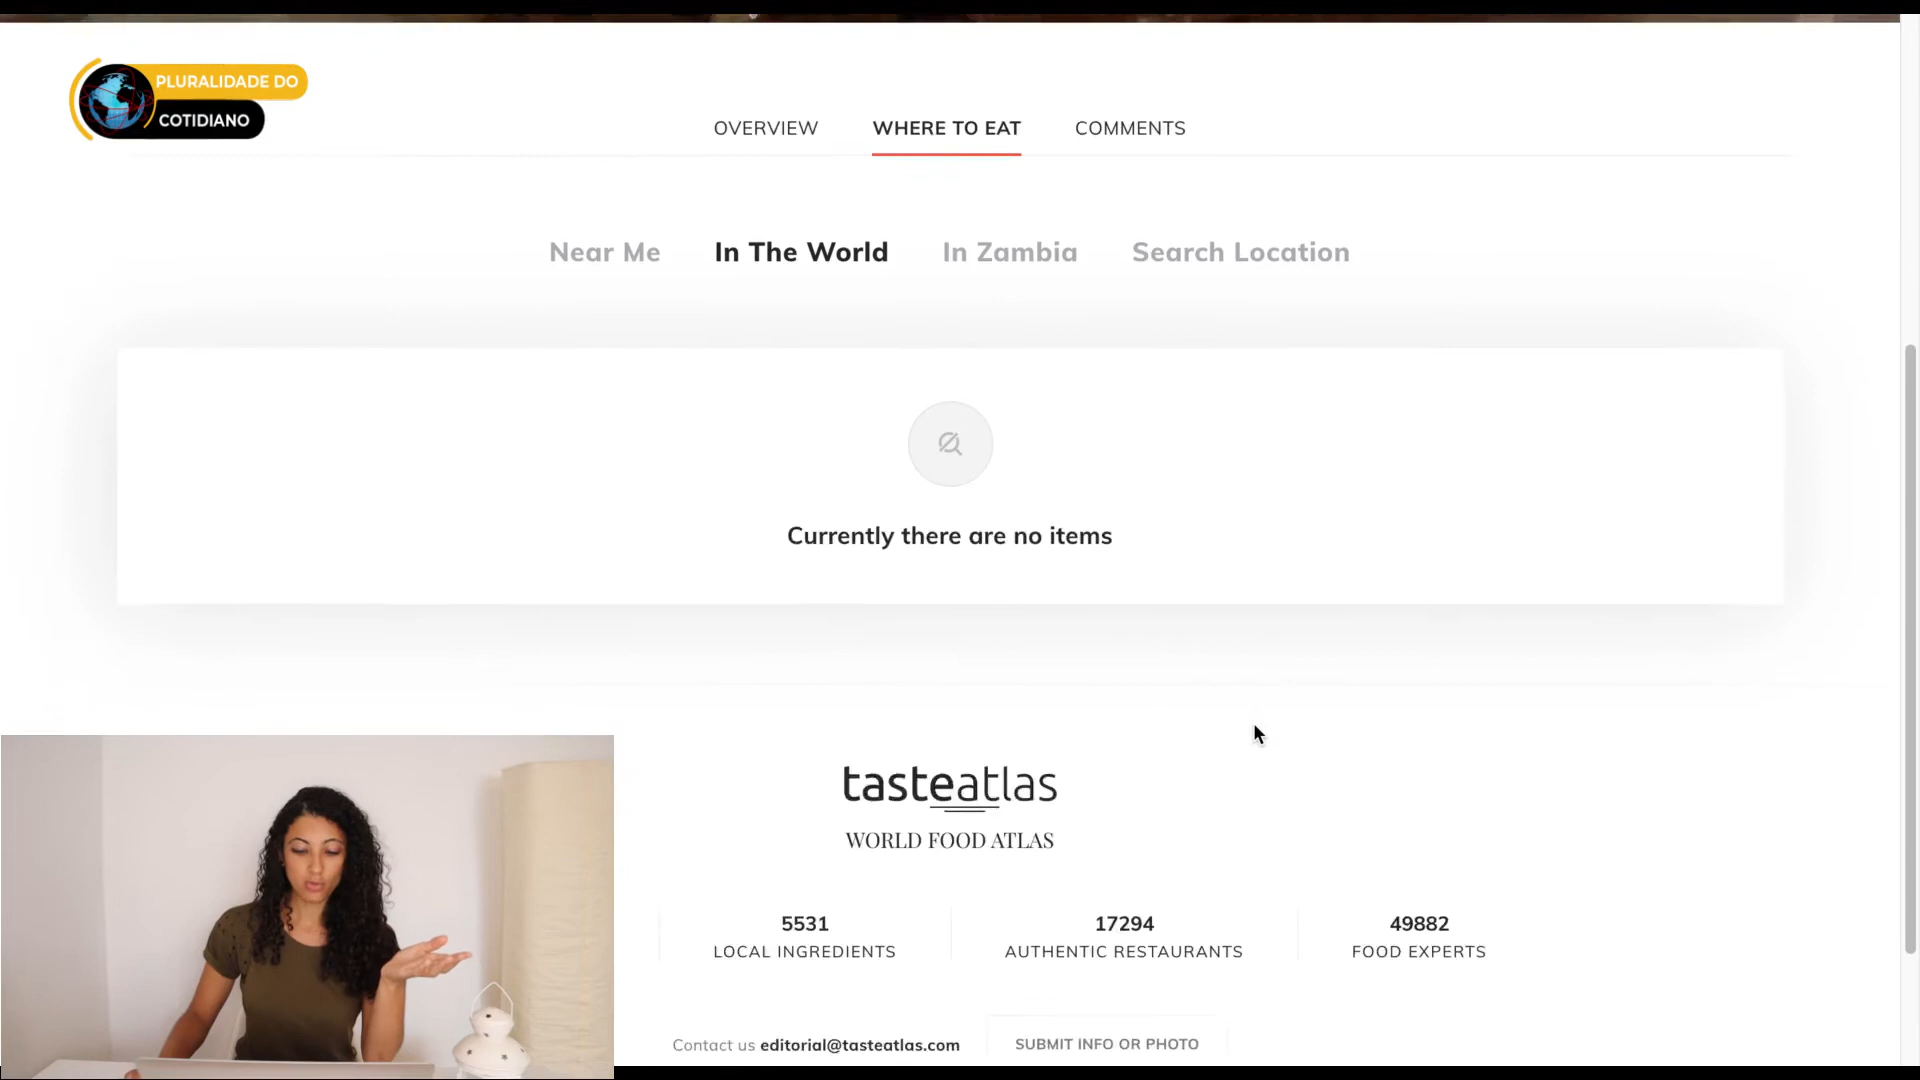 PLURALIDADE DO
COTIDIANO
OVERVIEW WHERE TO EAT COMMENTS
Near Me In The World In Zambia Search Location
Currently there are no items
tasteatlas
WORLD FOOD ATLAS
5531 17294 49882
LOCAL INGREDIENTS AUTHENTIC RESTAURANTS FOOD EXPERTS
Contact us editorial@tasteatlas.com SUBMIT INFO OR PHOTO